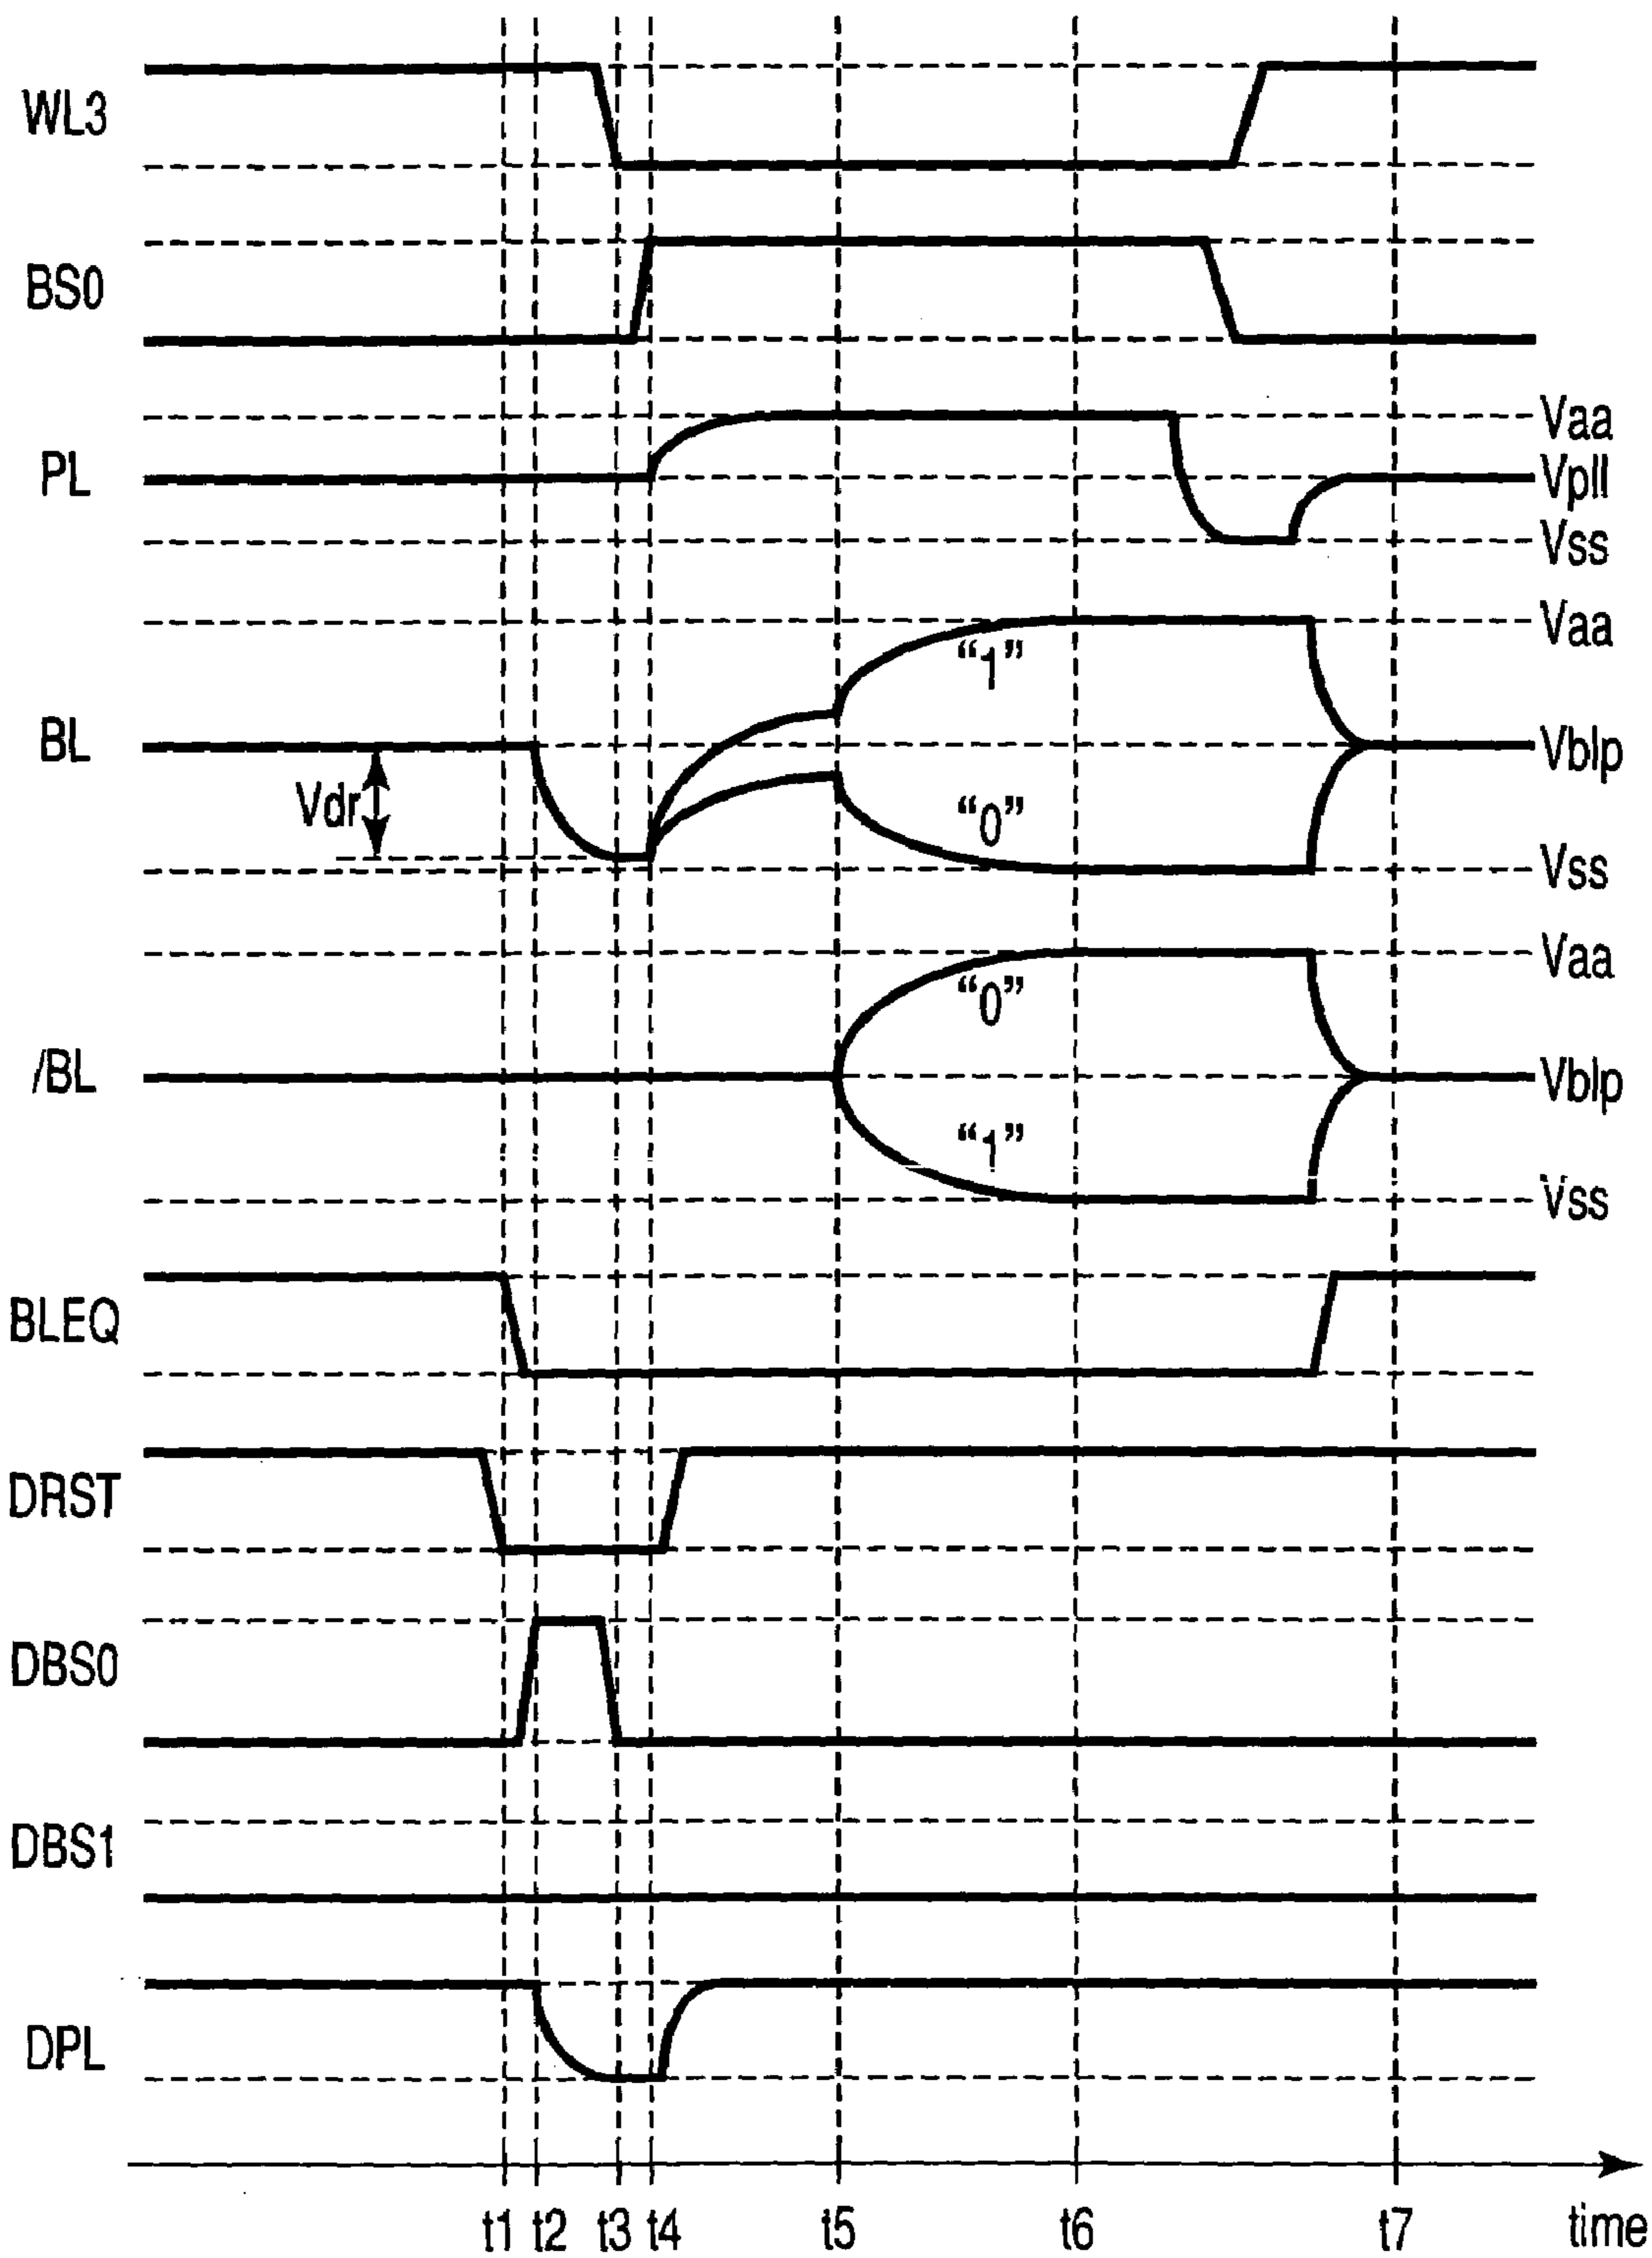 WL3
BS0
PL
Vaa
Vpll
Vss
BL
Vaa
"1"
Vblp
Vdr
"0"
Vss
/BL
Vaa
"0"
Vblp
"1"
Vss
BLEQ
DRST
DBS0
DBS1
DPL
t1 t2 t3 t4 t5 t6 t7 time